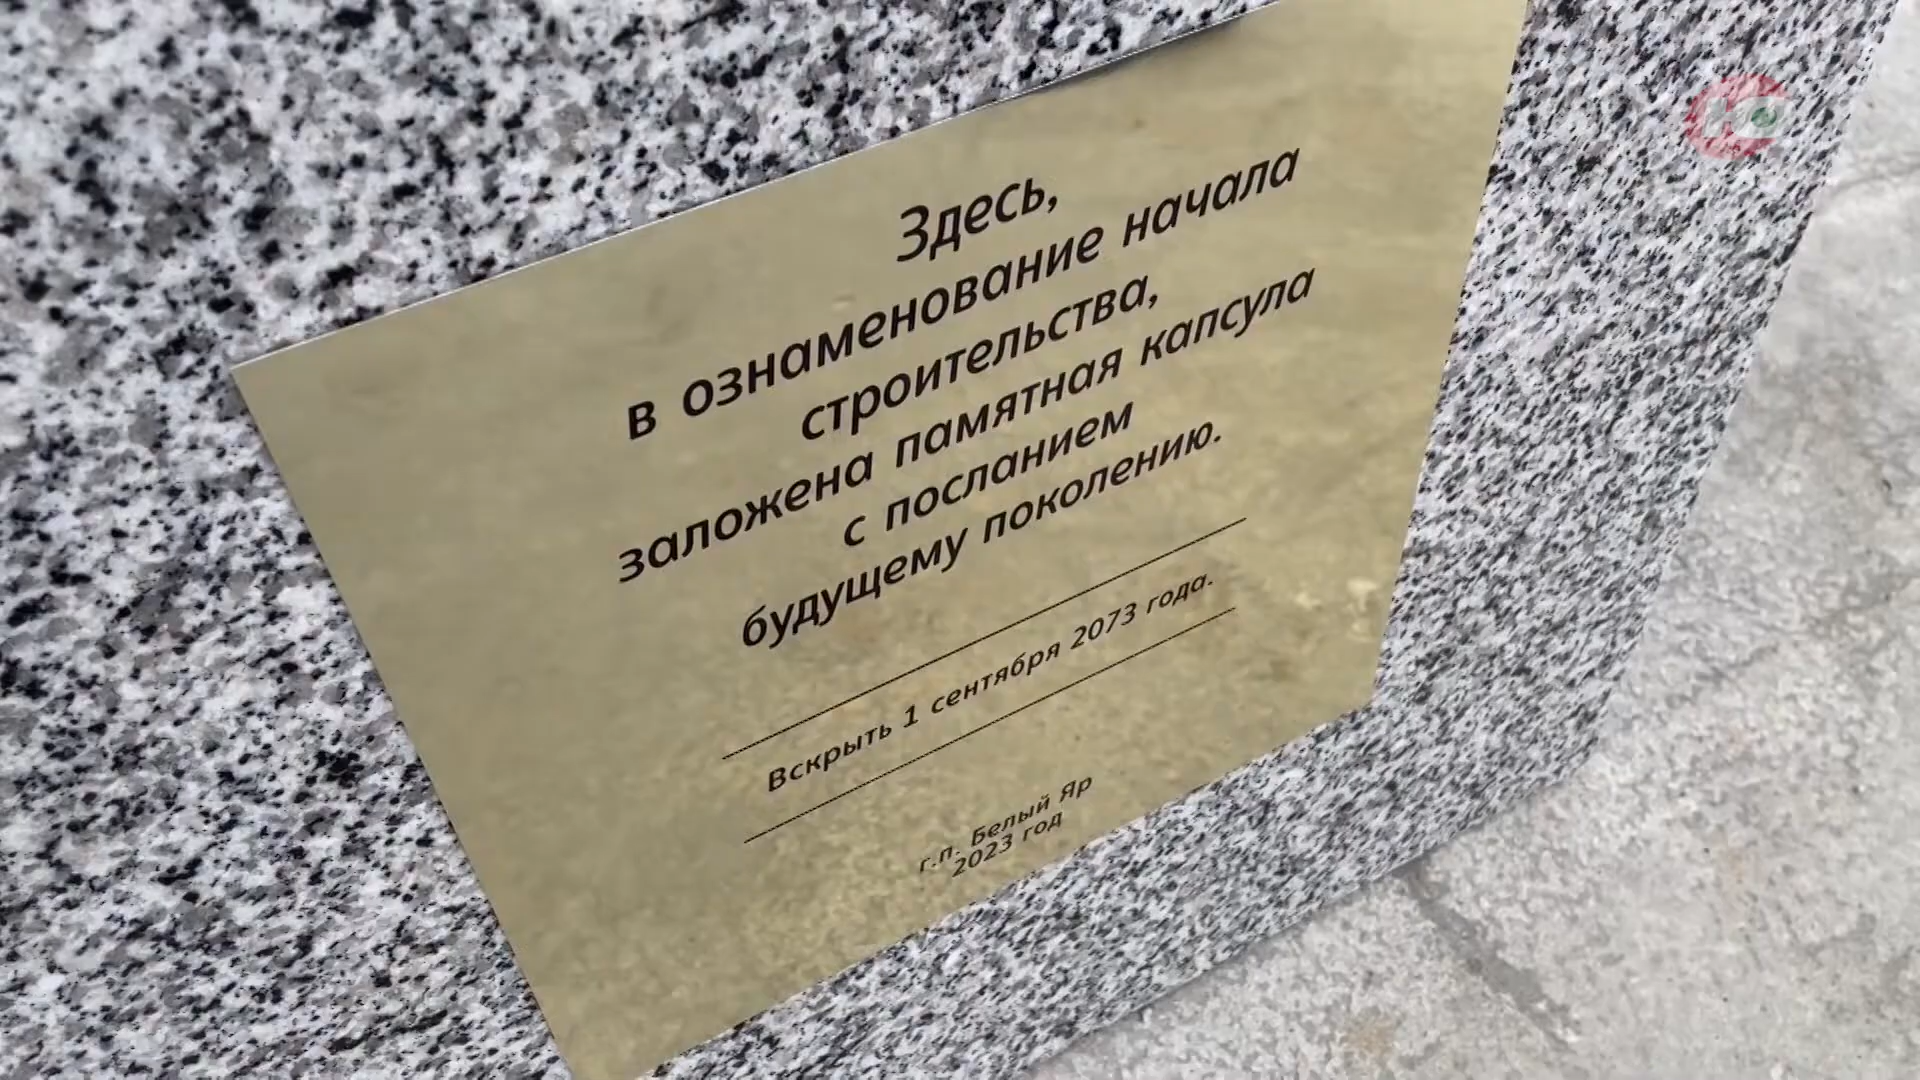 Здесь,
в ознаменование начала
строительства,
заложена памятная капсула
с посланием
будущему поколению.
Вскрыть 1 сентября 2073 года.
г.п. Белый Яр
2023 год